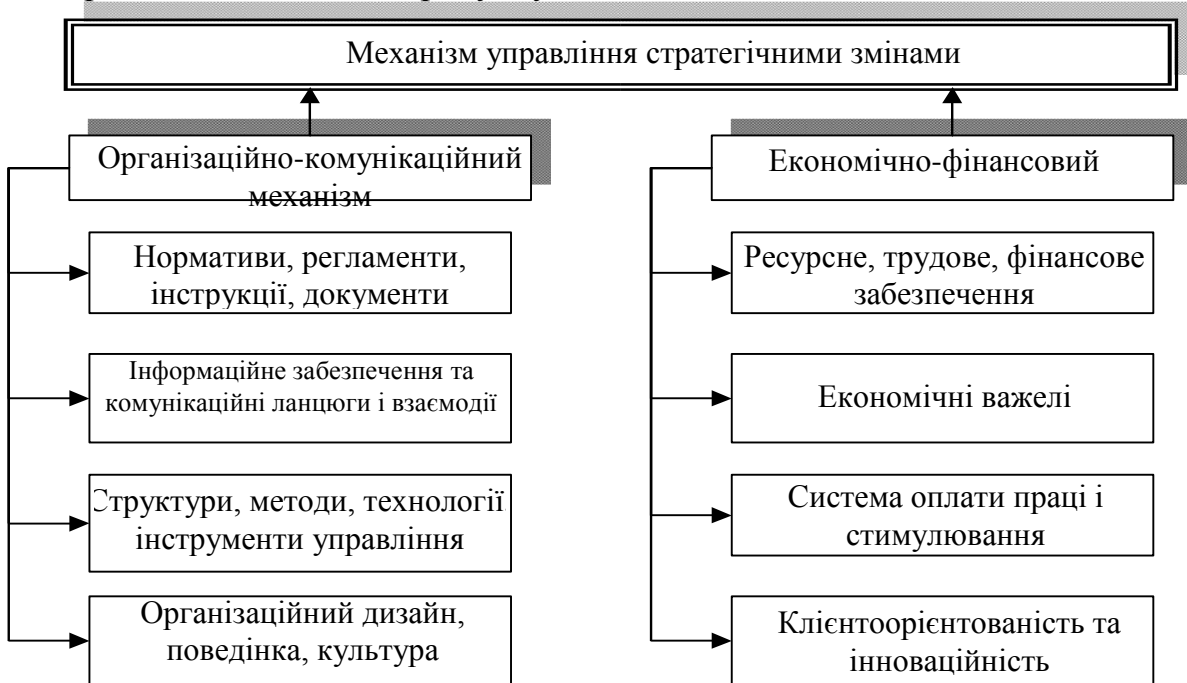 Механізм управління стратегічними змінами
Організаційно-комунікаційний
механізм
Нормативи, регламенти,
інструкції, документи
Інформаційне забезпечення та
комунікаційні ланцюги і взаємодії
Структури, методи, технології,
інструменти управління
Організаційний дизайн,
поведінка, культура
Економічно-фінансовий
Ресурсне, трудове, фінансове
забезпечення
Економічні важелі
Система оплати праці і
стимулювання
Клієнтоорієнтованість та
інноваційність